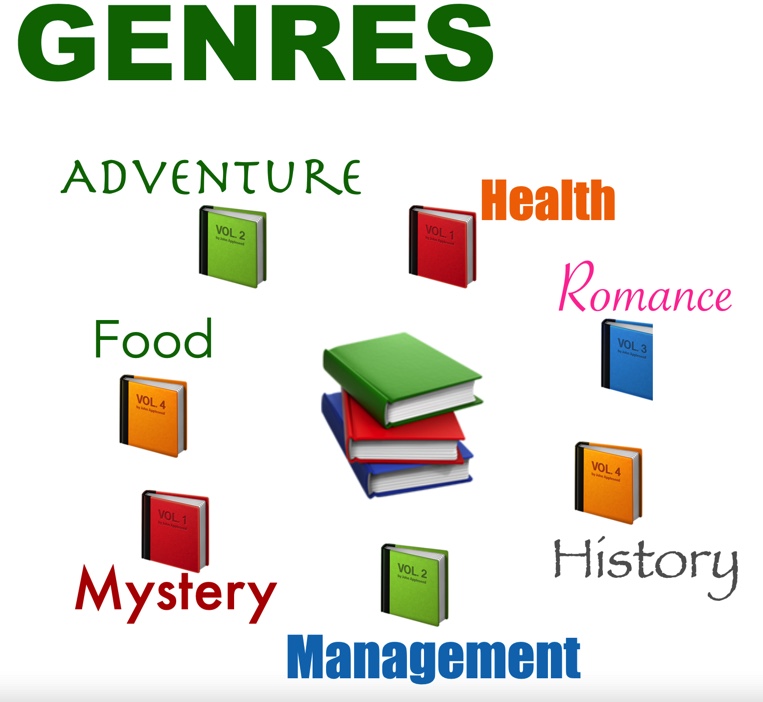 GENRES
ADVENTURE
Health
VOL. 2
VOL. 1
Romance
Food
VOL. 3
VOL. 4
VOL. 4
VOL. 1
History
Mystery
VOL. 2
Management